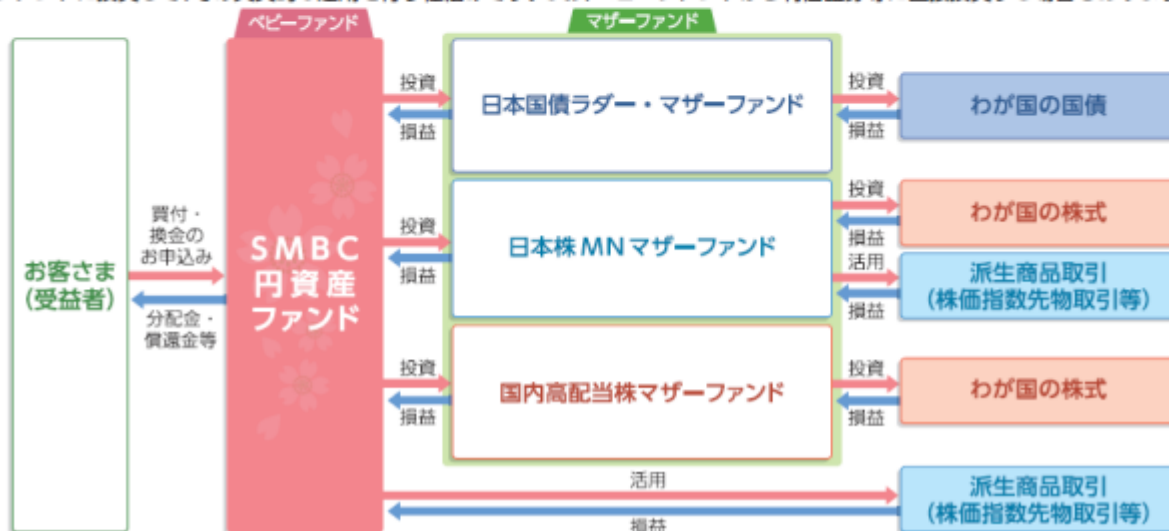 ベビーファンド
マザーファンド
お客さま
(受益者)
買付・
換金の
お申込み
分配金・
償還金等
SMBC
円資産
ファンド
投資
損益
日本国債ラダー・マザーファンド
投資
損益
わが国の国債
投資
損益
日本株MNマザーファンド
投資
損益
わが国の株式
活用
損益
派生商品取引
(株価指数先物取引等)
投資
損益
国内高配当株マザーファンド
投資
損益
わが国の株式
活用
損益
派生商品取引
(株価指数先物取引等)